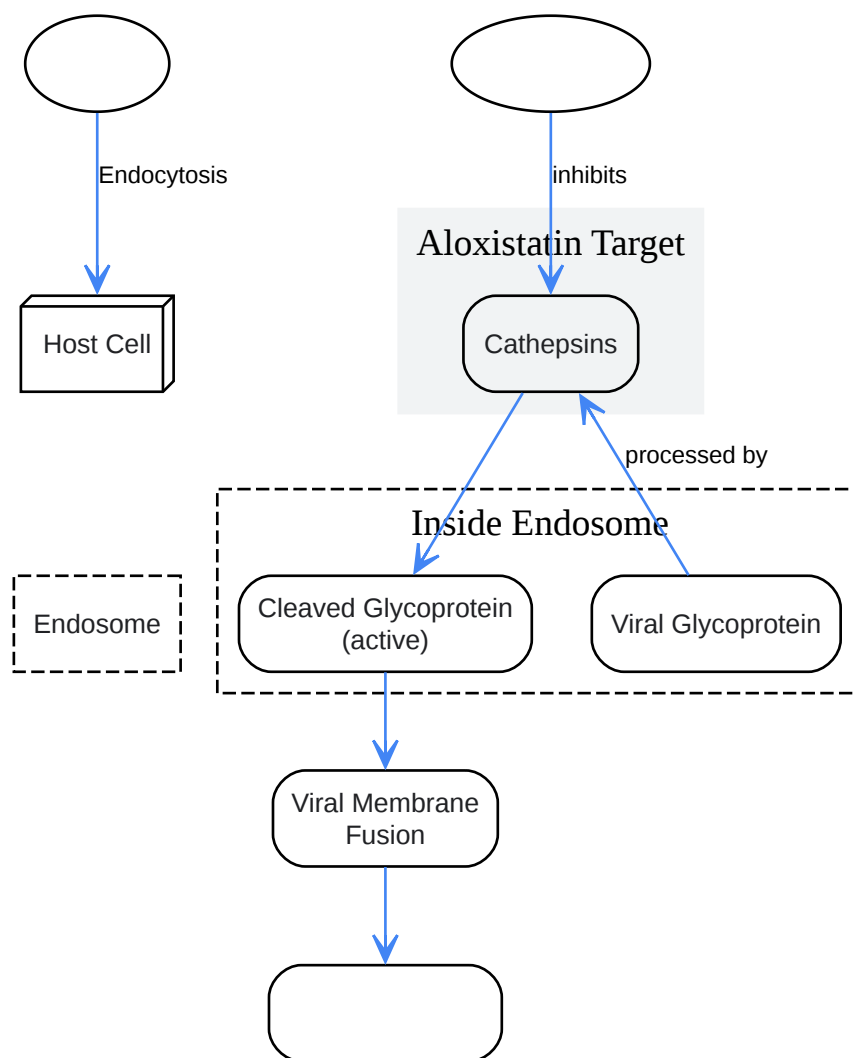 Endocytosis
inhibits
Aloxistatin Target
Host Cell
Cathepsins
processed by
Inside Endosome
Endosome
Cleaved Glycoprotein
(active)
Viral Glycoprotein
Viral Membrane
Fusion